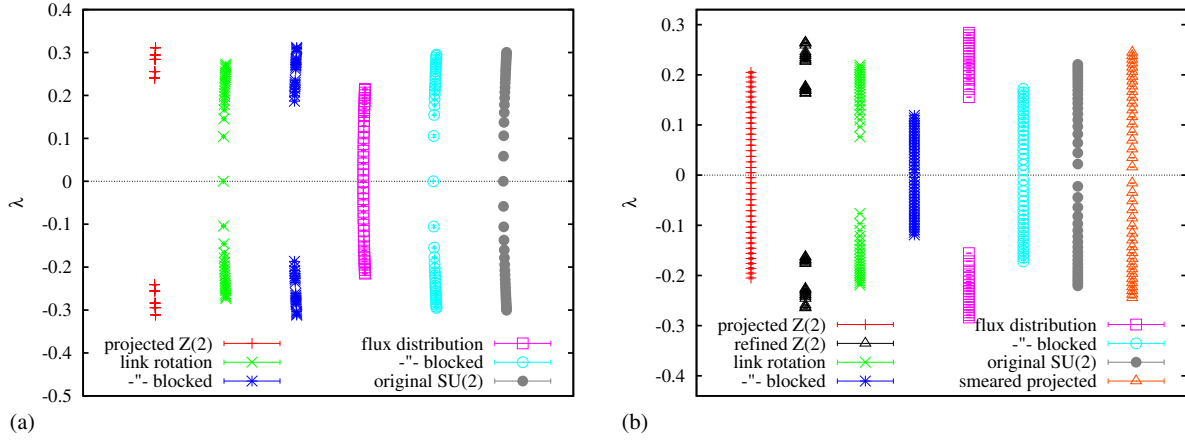 0.4
0.3
0.2
0.1
0
-0.1
-0.2
-0.3
-0.4
-0.5
λ
projected Z(2)
link rotation
-"- blocked
flux distribution
-"- blocked
original SU(2)
(a)
0.3
0.2
0.1
0
-0.1
-0.2
-0.3
-0.4
λ
projected Z(2)
refined Z(2)
link rotation
-"- blocked
flux distribution
-"- blocked
original SU(2)
smeared projected
(b)